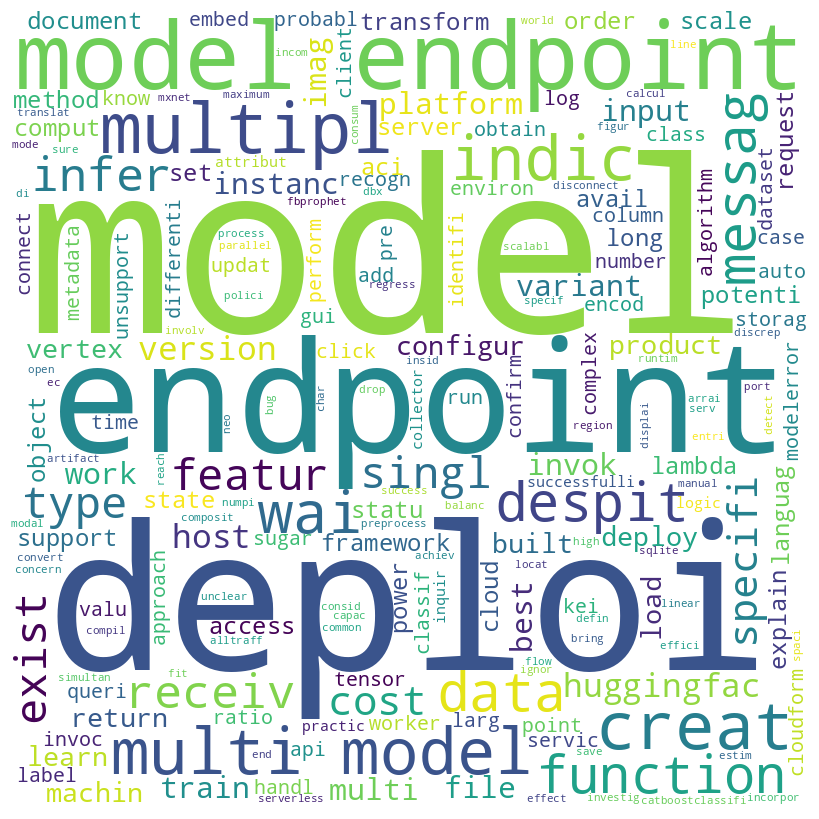 document embed probabl transform order scale world
model endpoint
incom imag client line
method know mxnet maximum platform log input calcul
translat comput multipl consum server obtain figur class messag request
mode sure infer set attribut aci indic
instanc recogn environ disconnect avail dataset
di fbprophet dbx column algorithm
model
connect metadata unsupport differenti process parallel polici regress updat perform pre add identifi scalabl specif long number case auto
gui variant encod potenti storag
involv discrep
vertex version click configur complex product
endpoint
open ec object time neo bug char insid drop collector run confirm region displai runtim arrai serv port detect modelerror
work featur singl invok lambda entri
artifact reach
type state numpi success wai statu balanc despit successfulli manual logic languag
modal composit preprocess
support host sugar framework built deploy specifi
convert concern achiev high sqlite
deploi
exist approach unclear classif inquir power cloud locat kei linear load explain
valu compil access alltraff consid capac common best defin bring effici
simultan fit tensor flow ignor spaci
queri receiv cost data huggingfac cloudform
return ratio practic worker larg point creat
invoc servic
learn multi model api end save estim
label machin train handl multi file function
serverless effect investig catboostclassifi incorpor